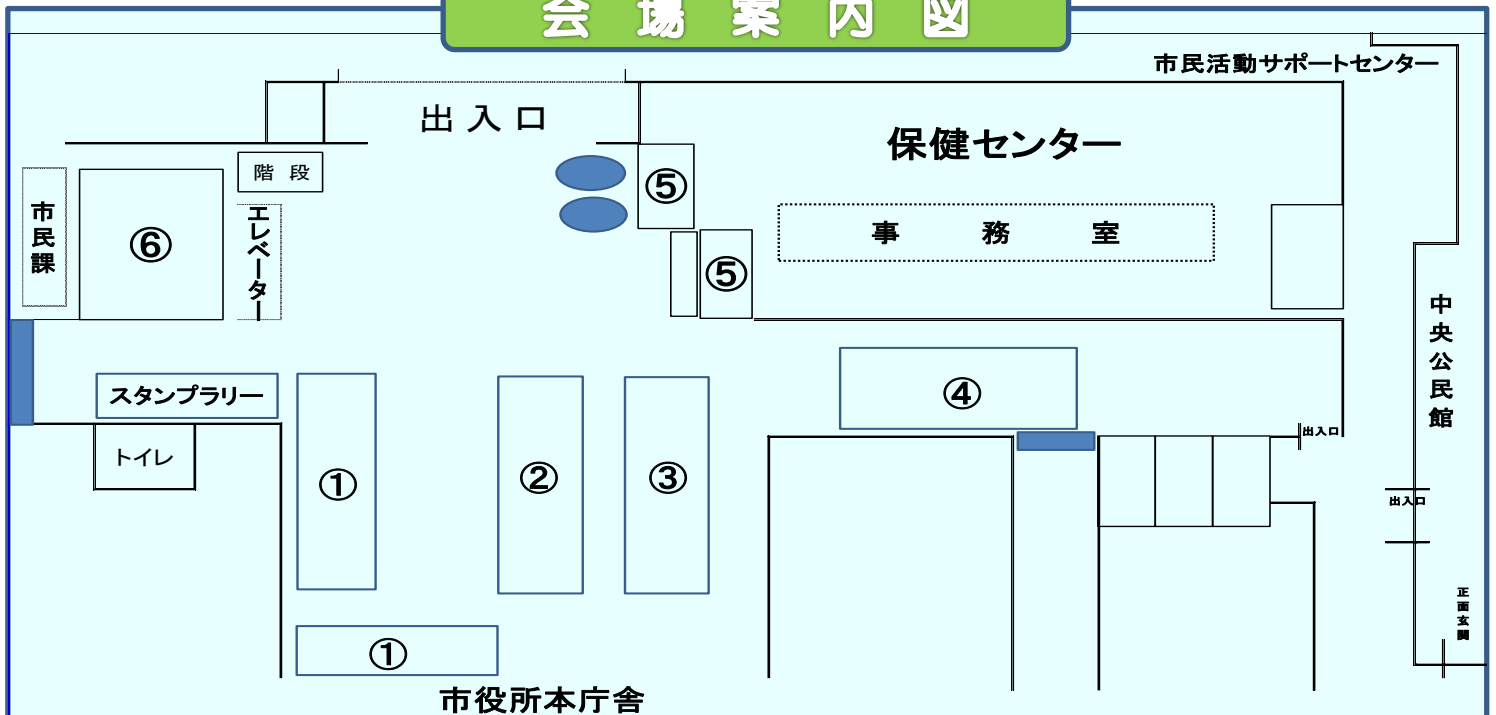 会場案内図
市民活動サポートセンター
出入口
保健センター
階段
⑤
市民課
⑥
エレベーター
事務室
⑤
中央公民館
スタンプラリー
④
出入口
トイレ
①
②
③
出入口
正面玄関
①
市役所本庁舎